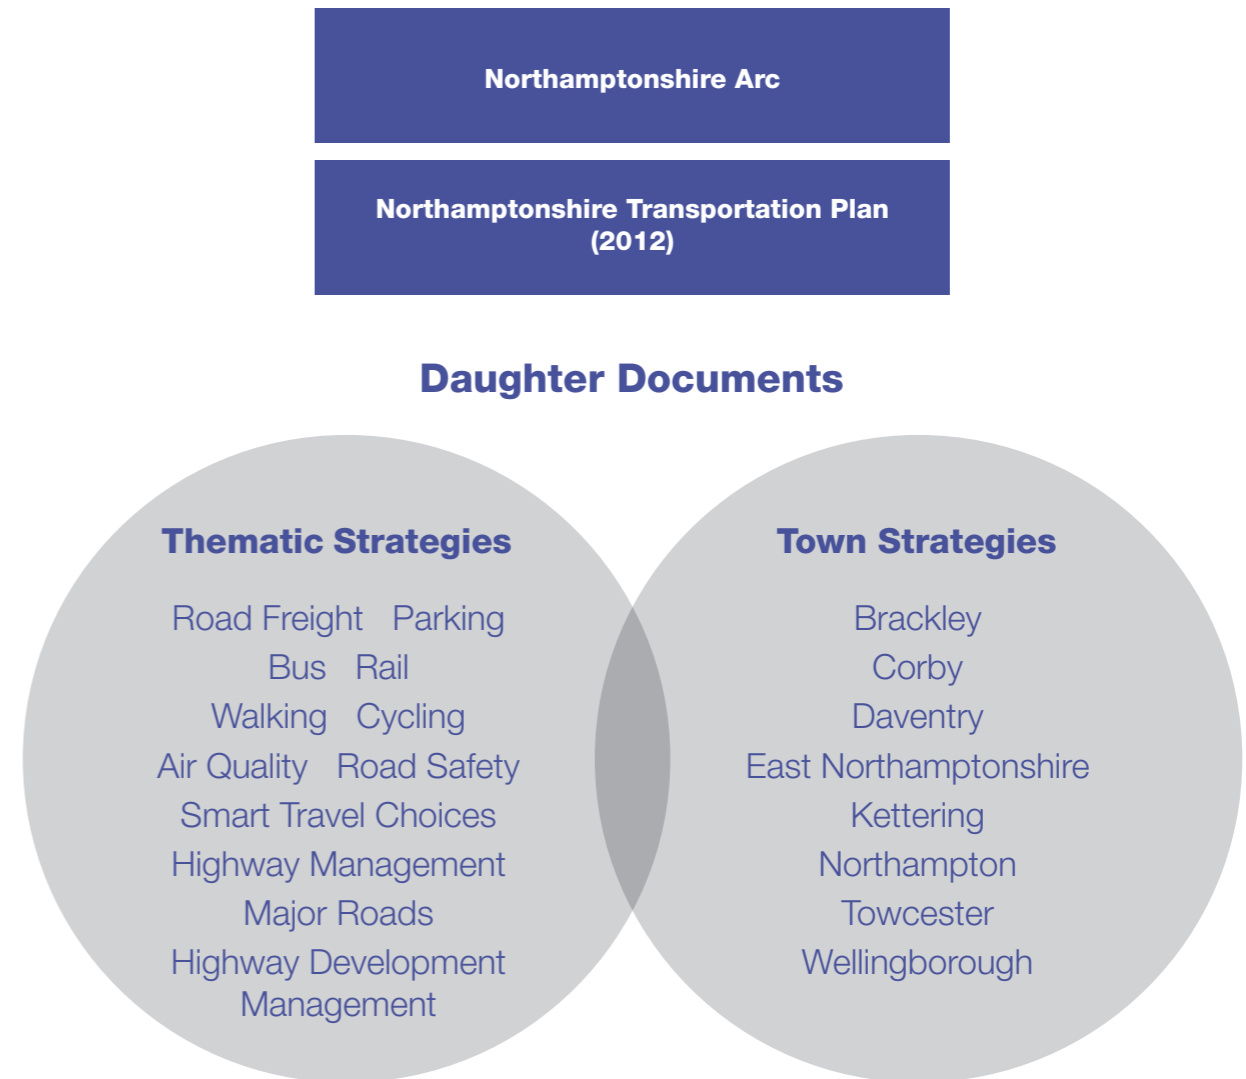 Northamptonshire Arc
Northamptonshire Transportation Plan
(2012)
Daughter Documents
Thematic Strategies
Road Freight Parking
Bus Rail
Walking Cycling
Air Quality Road Safety
Smart Travel Choices
Highway Management
Major Roads
Highway Development
Management
Town Strategies
Brackley
Corby
Daventry
East Northamptonshire
Kettering
Northampton
Towcester
Wellingborough